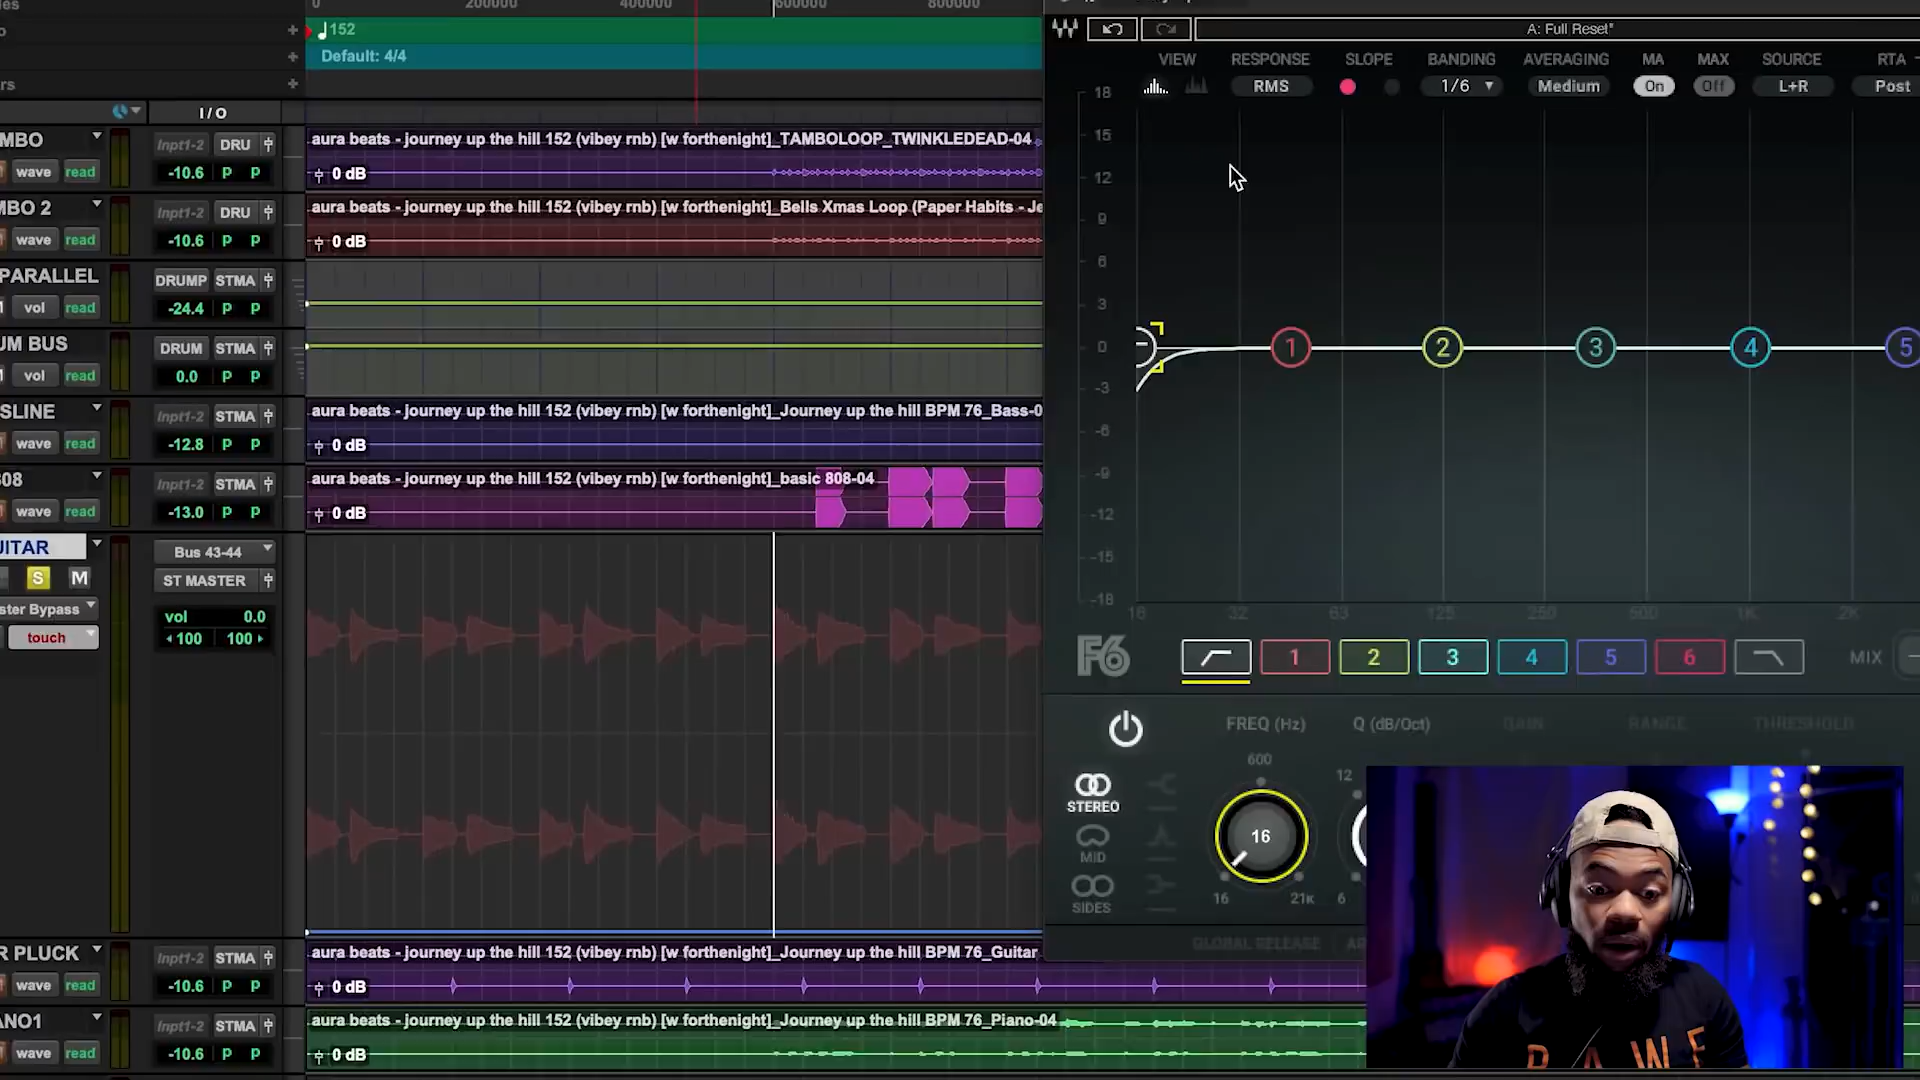 0 200000 400000 600000 800000
152
Default: 4/4
I/O
MBO Inpt1-2 DRU
wave read -10.6 P P
aura beats - journey up the hill 152 (vibey rnb) [w forthenight]_TAMBOLOOP_TWINKLEDEAD-04
0 dB
MBO 2 Inpt1-2 DRU
wave read -10.6 P P
aura beats - journey up the hill 152 (vibey rnb) [w forthenight]_Bells Xmas Loop (Paper Habits - Je
0 dB
PARALLEL DRUMP STMA
vol read -24.4 P P
UM BUS DRUM STMA
vol read 0.0 P P
SLINE Inpt1-2 STMA
wave read -12.8 P P
aura beats - journey up the hill 152 (vibey rnb) [w forthenight]_Journey up the hill BPM 76_Bass-0
0 dB
808 Inpt1-2 STMA
wave read -13.0 P P
aura beats - journey up the hill 152 (vibey rnb) [w forthenight]_basic 808-04
0 dB
UITAR Bus 43-44
S M ST MASTER
ster Bypass
touch
vol 0.0
100 100
R PLUCK Inpt1-2 STMA
wave read -10.6 P P
aura beats - journey up the hill 152 (vibey rnb) [w forthenight]_Journey up the hill BPM 76_Guitar
0 dB
ANO1 Inpt1-2 STMA
wave read -10.6 P P
aura beats - journey up the hill 152 (vibey rnb) [w forthenight]_Journey up the hill BPM 76_Piano-04
0 dB
A: Full Reset*
VIEW RESPONSE SLOPE BANDING AVERAGING MA MAX SOURCE RTA
RMS 1/6 Medium On Off L+R Post
18
15
12
9
6
3
0
-3
-6
-9
-12
-15
-18
1 2 3 4 5
16 32 63 125 250 500 1K 2K
F6 1 2 3 4 5 6 MIX
FREQ (Hz) Q (dB/Oct) GAIN RANGE THRESHOLD
600 12
STEREO
MID
SIDES
16
16 21K 6
GLOBAL RELEASE